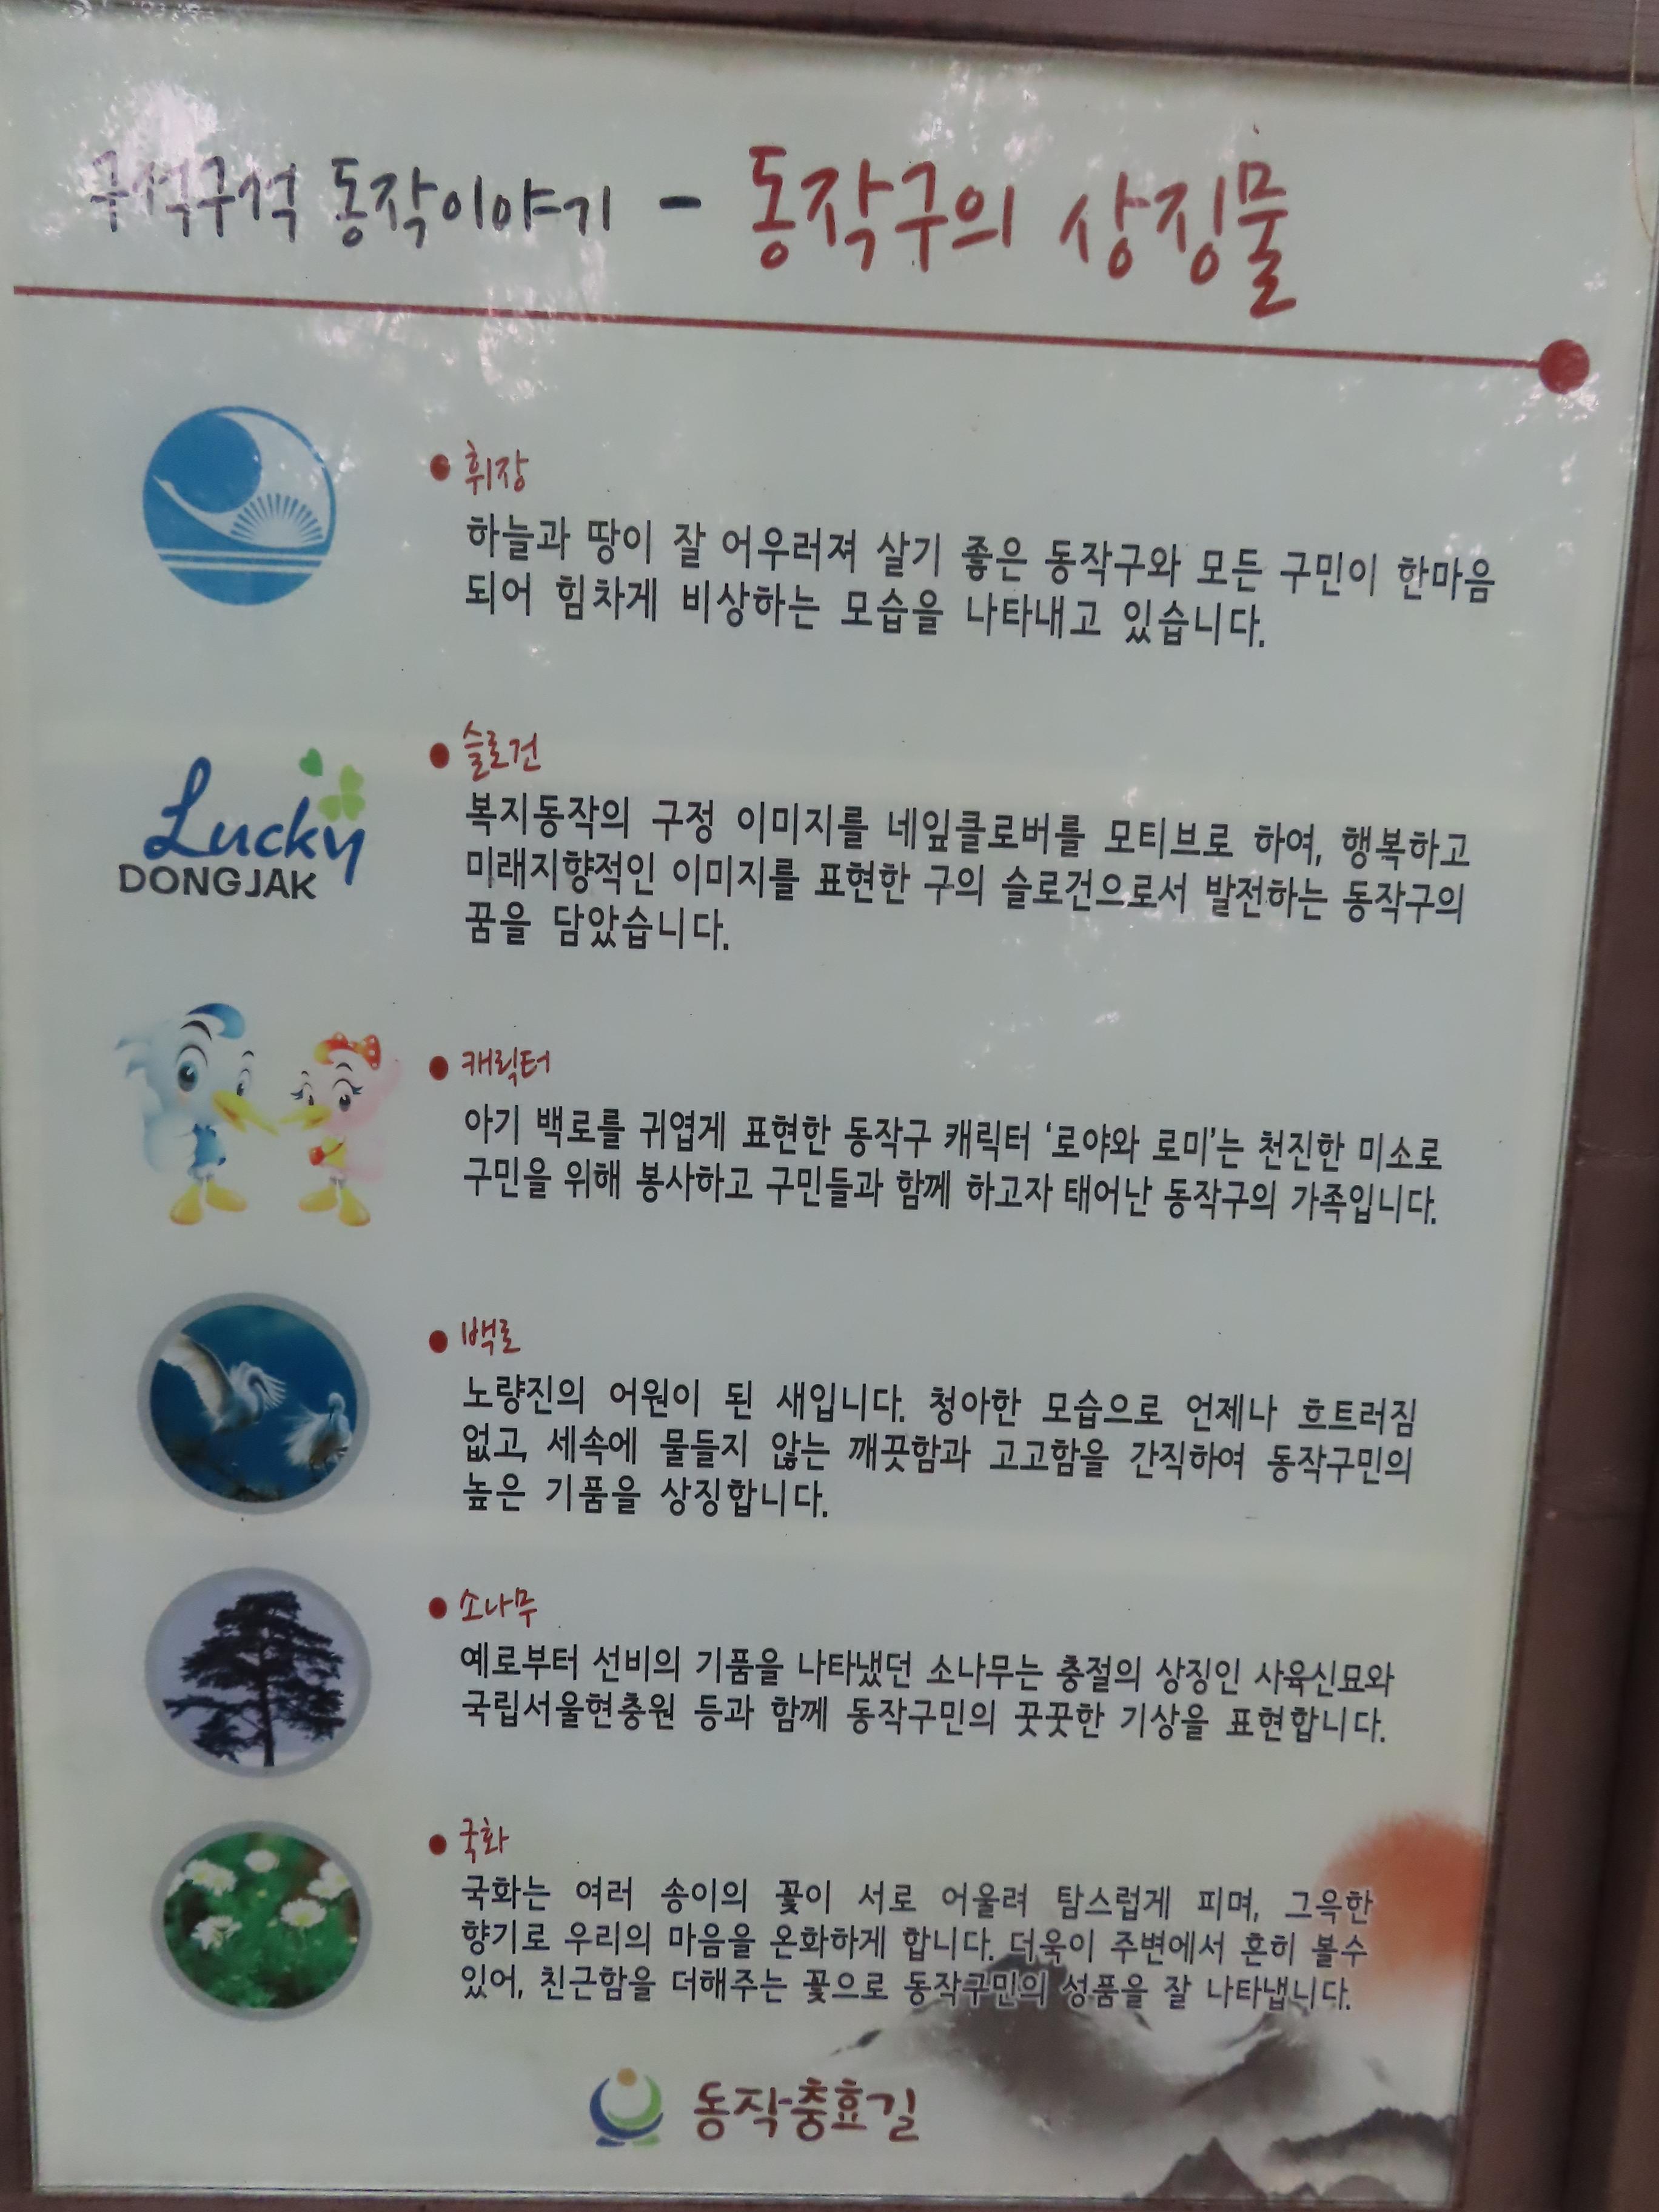 구석구석 동작이야기 - 동작구의 상징물
휘장
하늘과 땅이 잘 어우러져 살기 좋은 동작구와 모든 구민이 한마음
되어 힘차게 비상하는 모습을 나타내고 있습니다.
Lucky
DONGJAK
슬로건
복지동작의 구정 이미지를 네잎클로버를 모티브로 하여, 행복하고
미래지향적인 이미지를 표현한 구의 슬로건으로서 발전하는 동작구의
꿈을 담았습니다.
캐릭터
아기 백로를 귀엽게 표현한 동작구 캐릭터 ‘로야와 로미’는 천진한 미소로
구민을 위해 봉사하고 구민들과 함께 하고자 태어난 동작구의 가족입니다.
백로
노량진의 어원이 된 새입니다. 청아한 모습으로 언제나 흐트러짐
없고, 세속에 물들지 않는 깨끗함과 고고함을 간직하여 동작구민의
높은 기품을 상징합니다.
소나무
예로부터 선비의 기품을 나타냈던 소나무는 충절의 상징인 사육신묘와
국립서울현충원 등과 함께 동작구민의 꿋꿋한 기상을 표현합니다.
국화
국화는 여러 송이의 꽃이 서로 어울려 탐스럽게 피며, 그윽한
향기로 우리의 마음을 온화하게 합니다. 더욱이 주변에서 흔히 볼수
있어, 친근함을 더해주는 꽃으로 동작구민의 성품을 잘 나타냅니다.
동작충효길